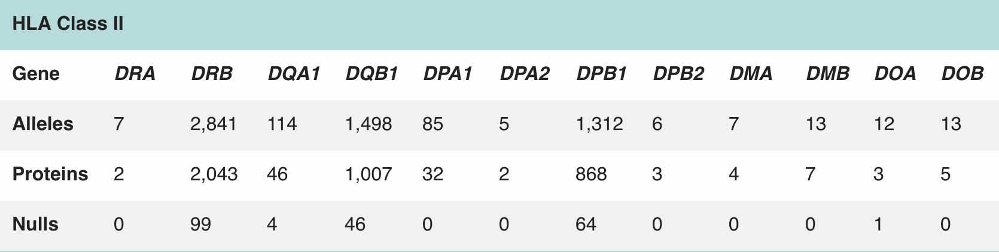 HLA Class II
Gene DRA DRB DQA1 DQB1 DPA1 DPA2 DPB1 DPB2 DMA DMB DOA DOB
Alleles 7 2,841 114 1,498 85 5 1,312 6 7 13 12 13
Proteins 2 2,043 46 1,007 32 2 868 3 4 7 3 5
Nulls 0 99 4 46 0 0 64 0 0 0 1 0